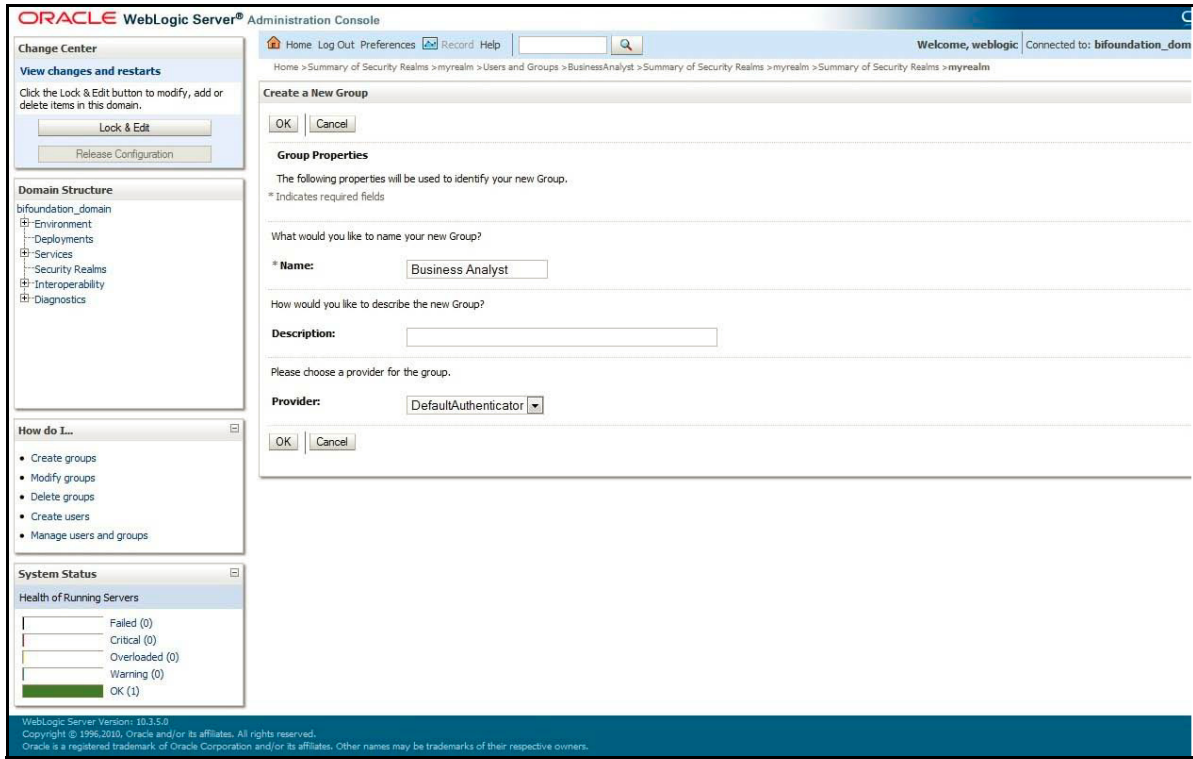 ORACLE WebLogic Server® Administration Console
Change Center
View changes and restarts
Click the Lock & Edit button to modify, add or
delete items in this domain.
Lock & Edit
Release Configuration
Domain Structure
bifoundation_domain
Environment
Deployments
Services
Security Realms
Interoperability
Diagnostics
How do I...
Create groups
Modify groups
Delete groups
Create users
Manage users and groups
System Status
Health of Running Servers
Failed (0)
Critical (0)
Overloaded (0)
Warning (0)
OK (1)
Home Log Out Preferences Record Help
Welcome, weblogic Connected to: bifoundation_dom
Home >Summary of Security Realms >myrealm >Users and Groups >BusinessAnalyst >Summary of Security Realms >myrealm >Summary of Security Realms >myrealm
Create a New Group
OK Cancel
Group Properties
The following properties will be used to identify your new Group.
* Indicates required fields
What would you like to name your new Group?
* Name: Business Analyst
How would you like to describe the new Group?
Description:
Please choose a provider for the group.
Provider: DefaultAuthenticator
OK Cancel
WebLogic Server Version: 10.3.5.0
Copyright © 1996,2010, Oracle and/or its affiliates. All rights reserved.
Oracle is a registered trademark of Oracle Corporation and/or its affiliates. Other names may be trademarks of their respective owners.